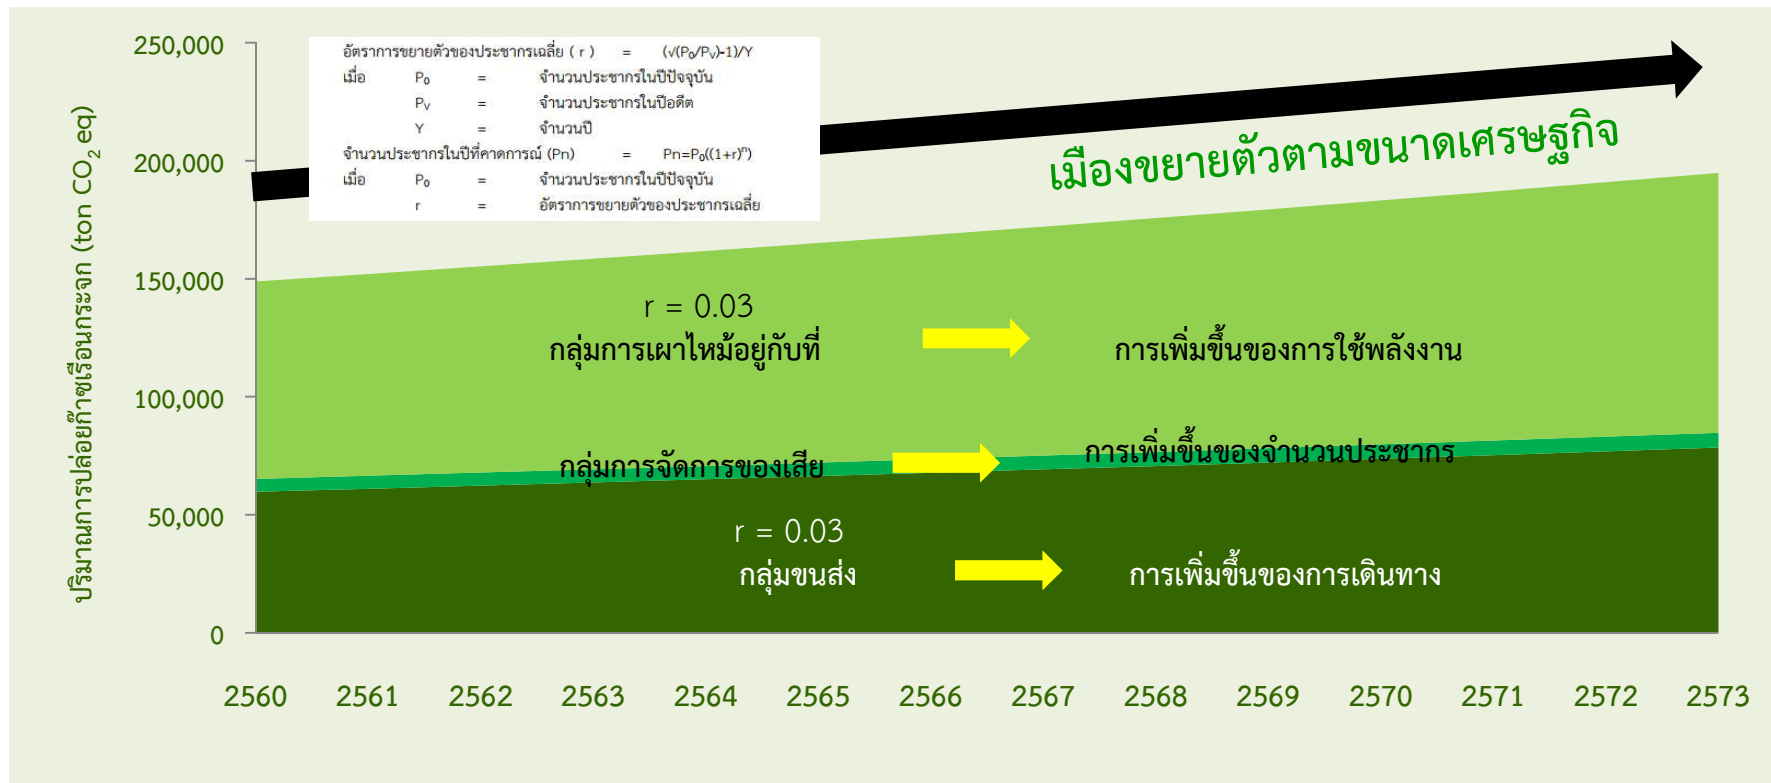 250,000
200,000
150,000
100,000
50,000
0
ปริมาณการปล่อยก๊าซเรือนกระจก (ton CO₂ eq)
อัตราการขยายตัวของประชากรเฉลี่ย ( r ) = (√(P₀/Pᵥ)-1)/Y
เมื่อ P₀ = จำนวนประชากรในปีปัจจุบัน
Pᵥ = จำนวนประชากรในปีอดีต
Y = จำนวนปี
จำนวนประชากรในปีที่คาดการณ์ (Pn) = Pn=P₀((1+r)ⁿ)
เมื่อ P₀ = จำนวนประชากรในปีปัจจุบัน
r = อัตราการขยายตัวของประชากรเฉลี่ย
เมืองขยายตัวตามขนาดเศรษฐกิจ
r = 0.03
กลุ่มการเผาไหม้อยู่กับที่ การเพิ่มขึ้นของการใช้พลังงาน
กลุ่มการจัดการของเสีย การเพิ่มขึ้นของจำนวนประชากร
r = 0.03
กลุ่มขนส่ง การเพิ่มขึ้นของการเดินทาง
2560 2561 2562 2563 2564 2565 2566 2567 2568 2569 2570 2571 2572 2573